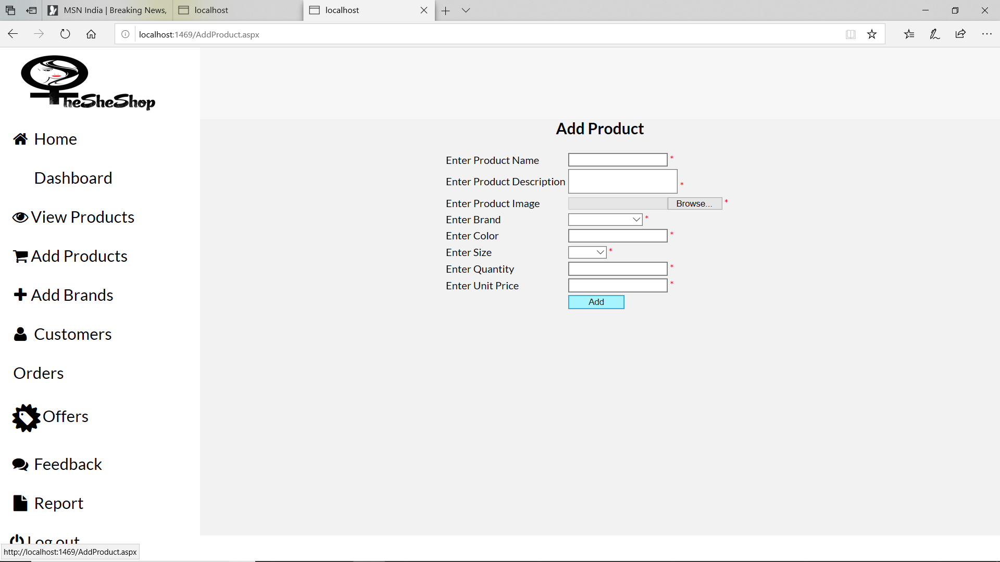 MSN India | Breaking News,
localhost
localhost
localhost:1469/AddProduct.aspx
TheSheShop
Home
Dashboard
View Products
Add Products
Add Brands
Customers
Orders
Offers
Feedback
Report
Log out
Add Product
Enter Product Name *
Enter Product Description *
Enter Product Image Browse... *
Enter Brand *
Enter Color *
Enter Size *
Enter Quantity *
Enter Unit Price *
Add
http://localhost:1469/AddProduct.aspx